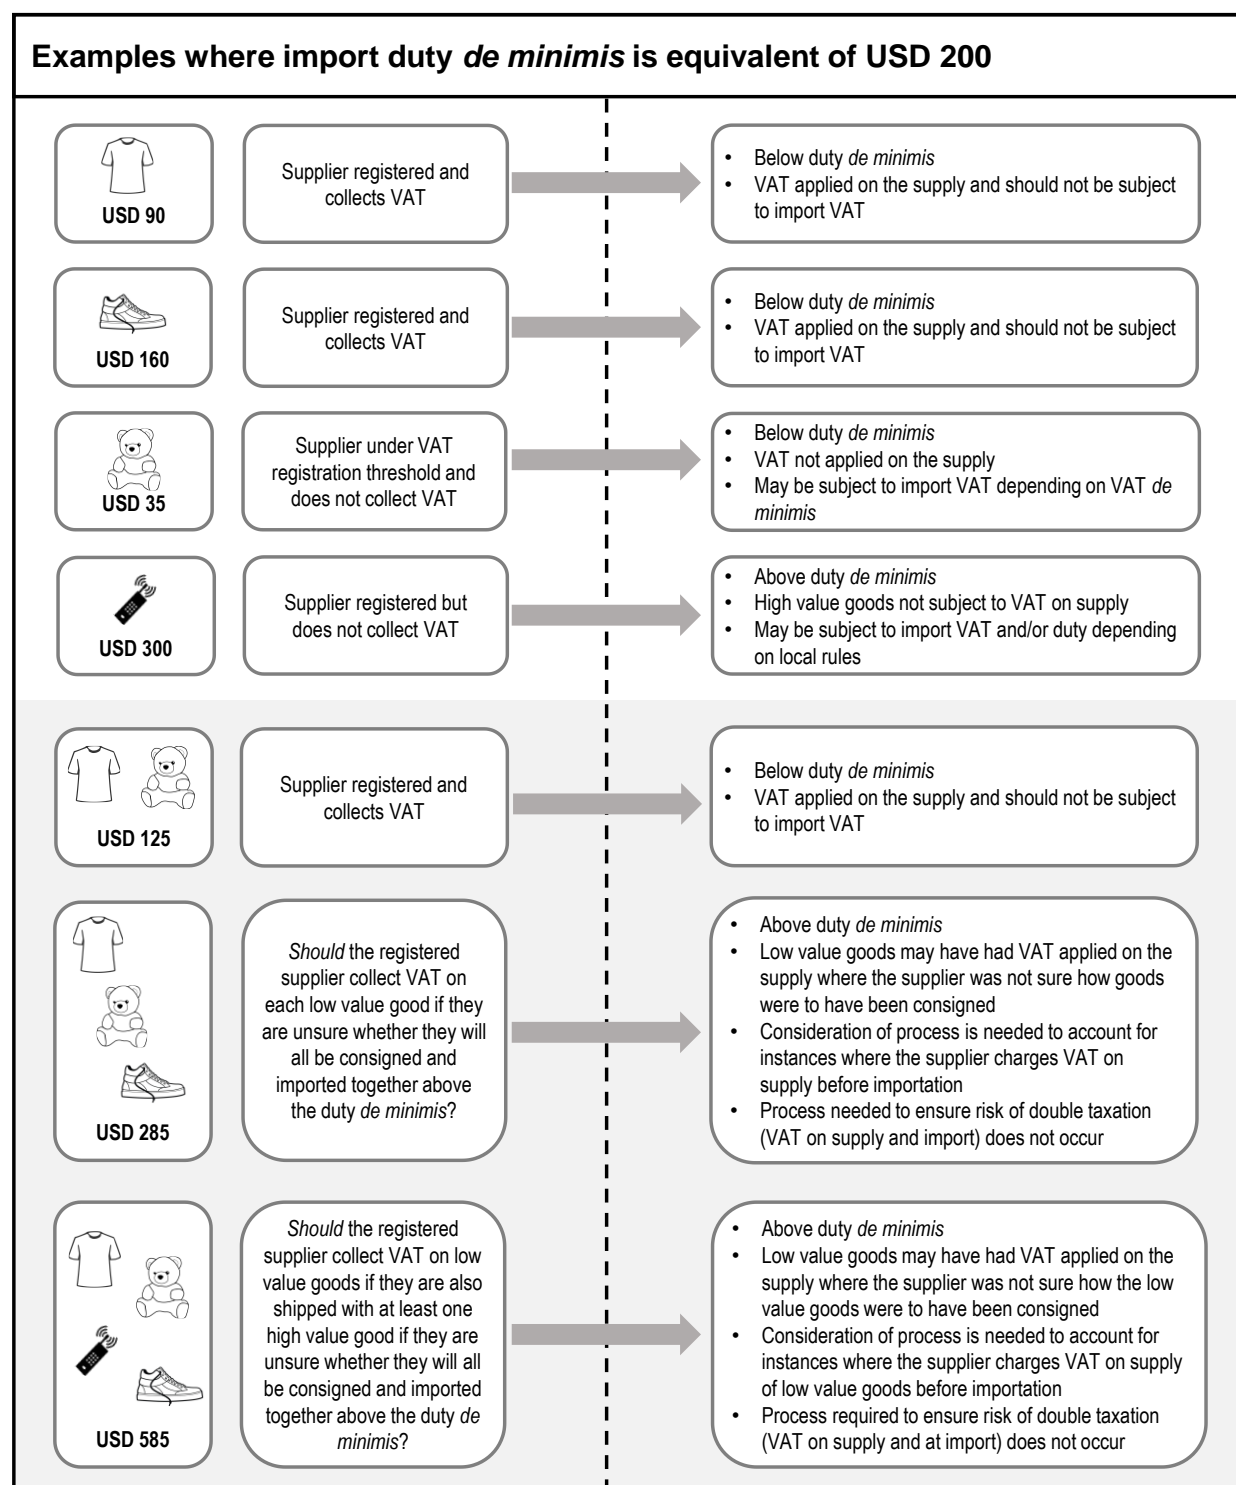 Examples where import duty de minimis is equivalent of USD 200
USD 90
Supplier registered and
collects VAT
• Below duty de minimis
• VAT applied on the supply and should not be subject
to import VAT
USD 160
Supplier registered and
collects VAT
• Below duty de minimis
• VAT applied on the supply and should not be subject
to import VAT
USD 35
Supplier under VAT
registration threshold and
does not collect VAT
• Below duty de minimis
• VAT not applied on the supply
• May be subject to import VAT depending on VAT de
minimis
USD 300
Supplier registered but
does not collect VAT
• Above duty de minimis
• High value goods not subject to VAT on supply
• May be subject to import VAT and/or duty depending
on local rules
USD 125
Supplier registered and
collects VAT
• Below duty de minimis
• VAT applied on the supply and should not be subject
to import VAT
USD 285
Should the registered
supplier collect VAT on
each low value good if they
are unsure whether they will
all be consigned and
imported together above
the duty de minimis?
• Above duty de minimis
• Low value goods may have had VAT applied on the
supply where the supplier was not sure how goods
were to have been consigned
• Consideration of process is needed to account for
instances where the supplier charges VAT on
supply before importation
• Process needed to ensure risk of double taxation
(VAT on supply and import) does not occur
USD 585
Should the registered
supplier collect VAT on low
value goods if they are also
shipped with at least one
high value good if they are
unsure whether they will all
be consigned and imported
together above the duty de
minimis?
• Above duty de minimis
• Low value goods may have had VAT applied on the
supply where the supplier was not sure how the low
value goods were to have been consigned
• Consideration of process is needed to account for
instances where the supplier charges VAT on supply
of low value goods before importation
• Process required to ensure risk of double taxation
(VAT on supply and at import) does not occur